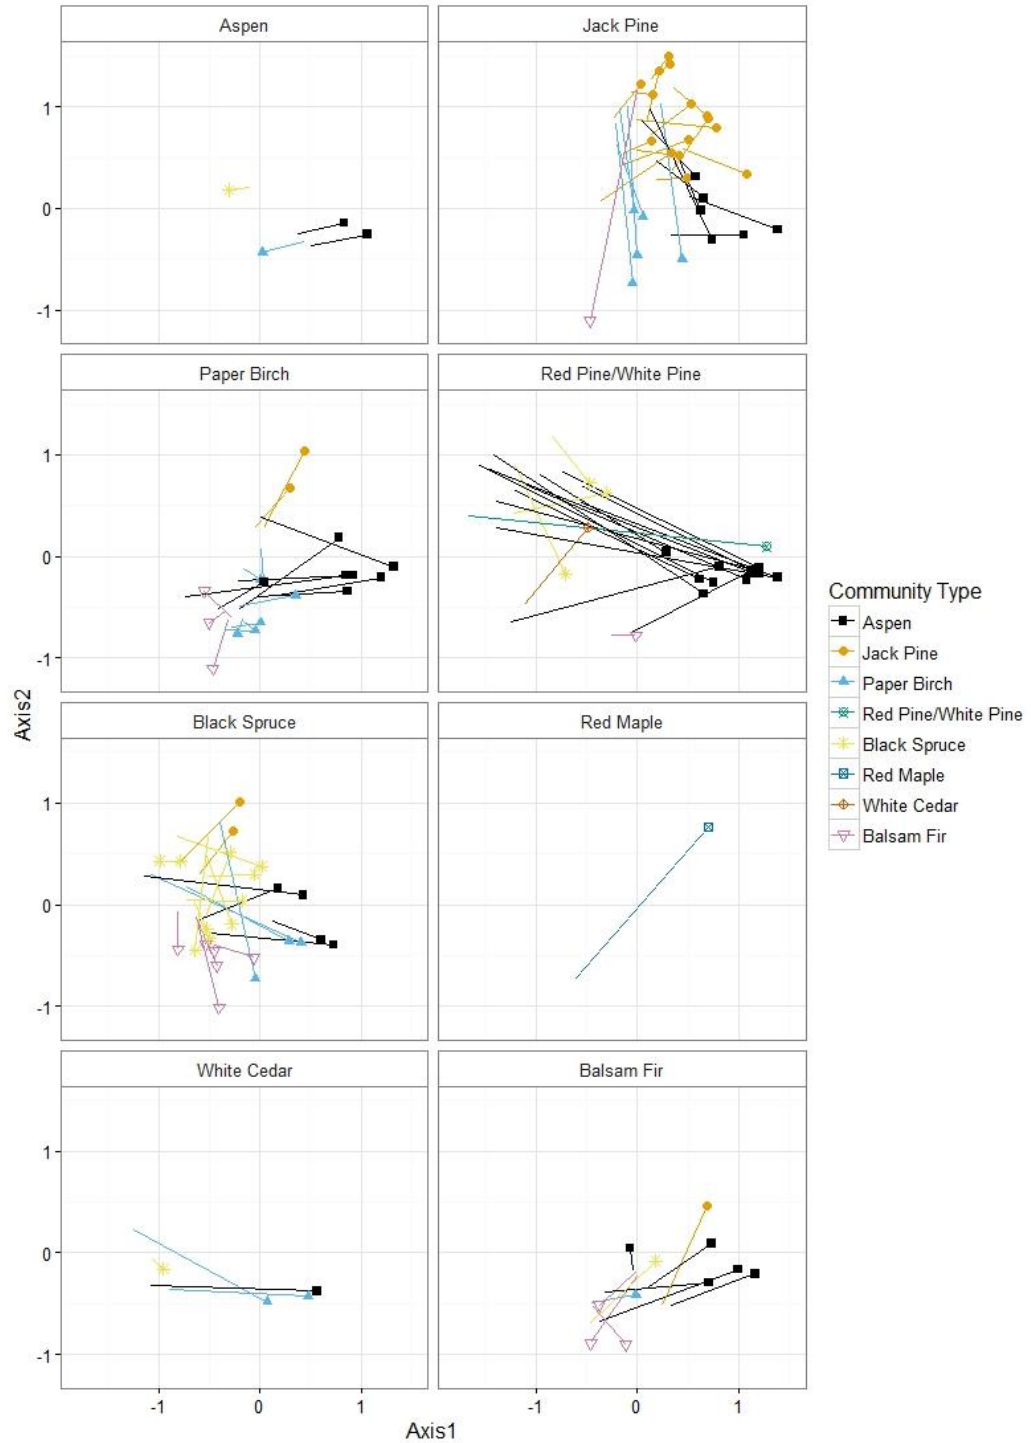 Aspen
Jack Pine
1
0
-1
Paper Birch
Red Pine/White Pine
1
0
-1
Axis2
Black Spruce
Red Maple
1
0
-1
White Cedar
Balsam Fir
1
0
-1
-1 0 1
-1 0 1
Axis1
Community Type
Aspen
Jack Pine
Paper Birch
Red Pine/White Pine
Black Spruce
Red Maple
White Cedar
Balsam Fir